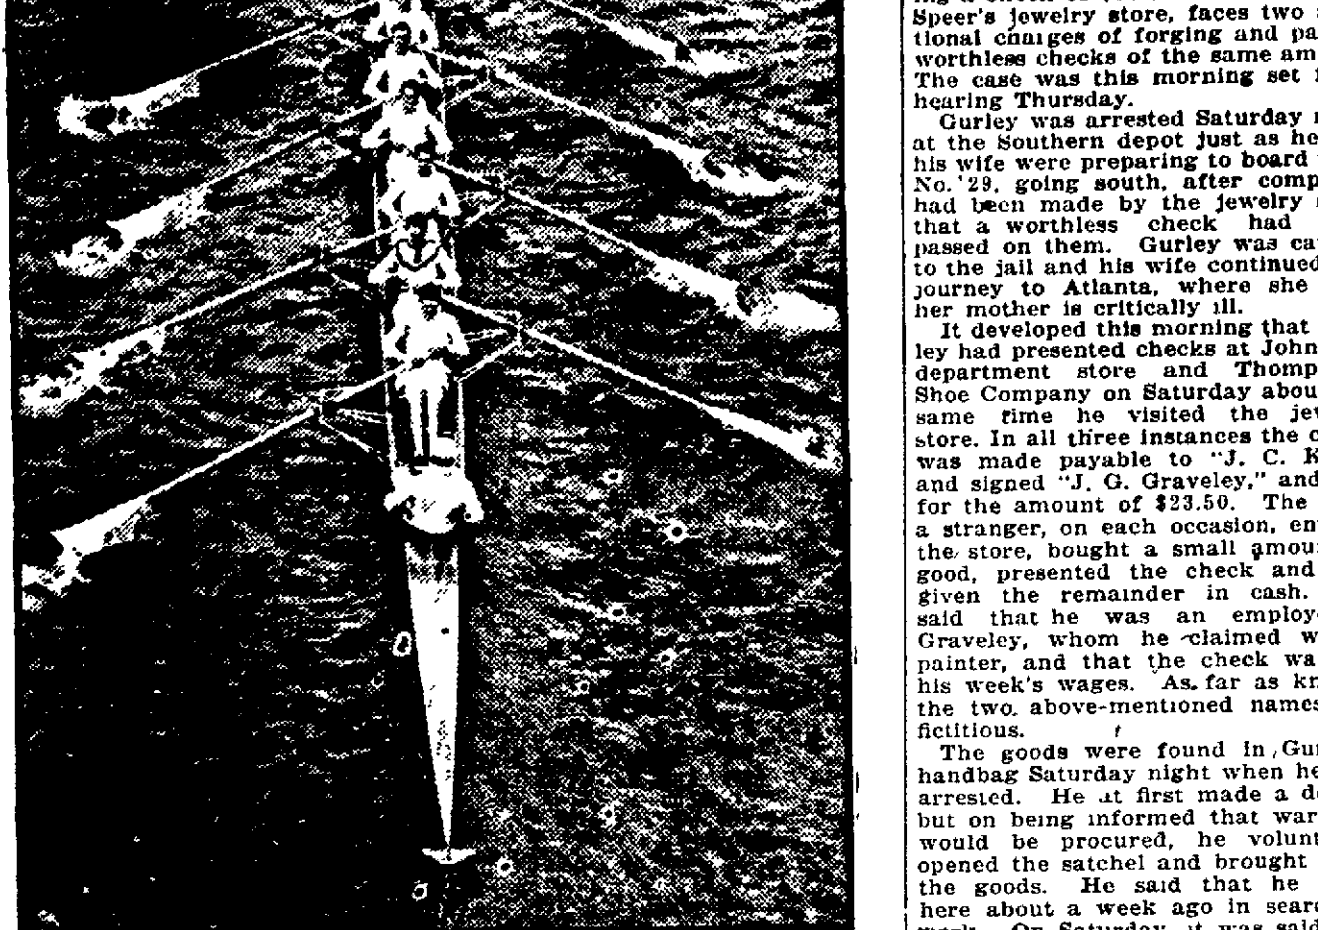 Speer's jewelry store, faces two
tional charges of forging and pa
worthless checks of the same am
The case was this morning set
hearing Thursday.
Gurley was arrested Saturday
at the Southern depot just as he
his wife were preparing to board
No. 29, going south, after comp
had been made by the jewelry
that a worthless check had
passed on them. Gurley was ca
to the jail and his wife continued
journey to Atlanta, where she
her mother is critically ill.
It developed this morning that
ley had presented checks at John
department store and Thomp
Shoe Company on Saturday abou
same time he visited the jew
store. In all three instances the c
was made payable to "J. C. K
and signed "J. G. Graveley," and
for the amount of $23.50. The
a stranger, on each occasion, en
the store, bought a small amou
good, presented the check and
given the remainder in cash.
said that he was an employ
Graveley, whom he claimed w
painter, and that the check wa
his week's wages. As far as kn
the two above-mentioned names
fictitious.
The goods were found in Gur
handbag Saturday night when he
arrested. He at first made a de
but on being informed that war
would be procured, he volunt
opened the satchel and brought
the goods. He said that he
here about a week ago in sear
On Saturday it was said